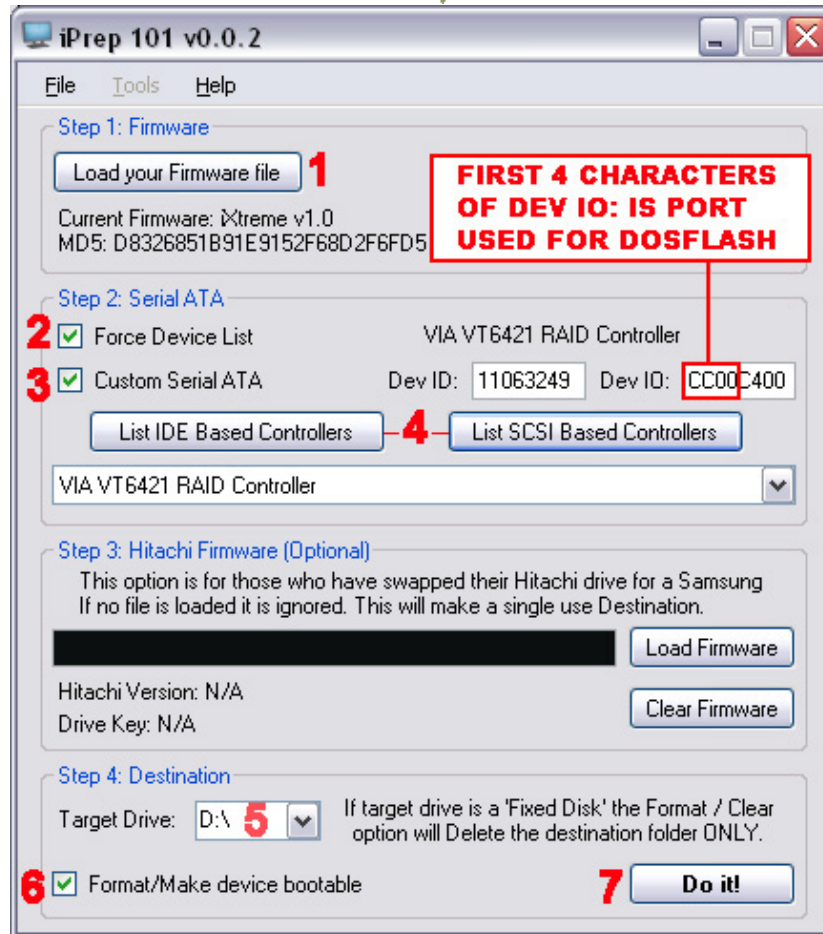 iPrep 101 v0.0.2
File Tools Help
Step 1: Firmware
Load your Firmware file 1
Current Firmware: iXtreme v1.0
MD5: D8326851B91E9152F68D2F6FD5
FIRST 4 CHARACTERS
OF DEV IO: IS PORT
USED FOR DOSFLASH
Step 2: Serial ATA
2 Force Device List VIA VT6421 RAID Controller
3 Custom Serial ATA Dev ID: 11063249 Dev IO: CC00C400
List IDE Based Controllers 4 List SCSI Based Controllers
VIA VT6421 RAID Controller
Step 3: Hitachi Firmware (Optional)
This option is for those who have swapped their Hitachi drive for a Samsung
If no file is loaded it is ignored. This will make a single use Destination.
Load Firmware
Hitachi Version: N/A
Clear Firmware
Drive Key: N/A
Step 4: Destination
Target Drive: D:\ 5 If target drive is a 'Fixed Disk' the Format / Clear
option will Delete the destination folder ONLY.
6 Format/Make device bootable 7 Do it!